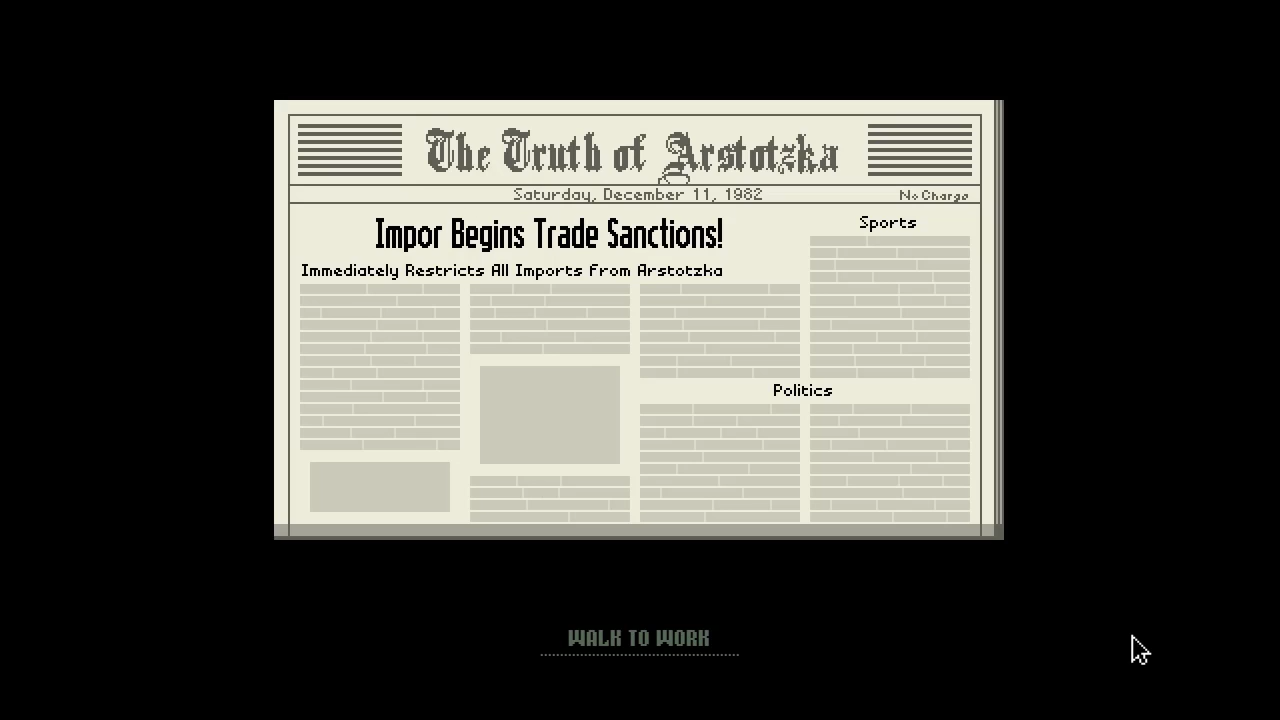 The Truth of Arstotzka
Saturday, December 11, 1982
No Charge
Impor Begins Trade Sanctions!
Immediately Restricts All Imports From Arstotzka
Sports
Politics
WALK TO WORK